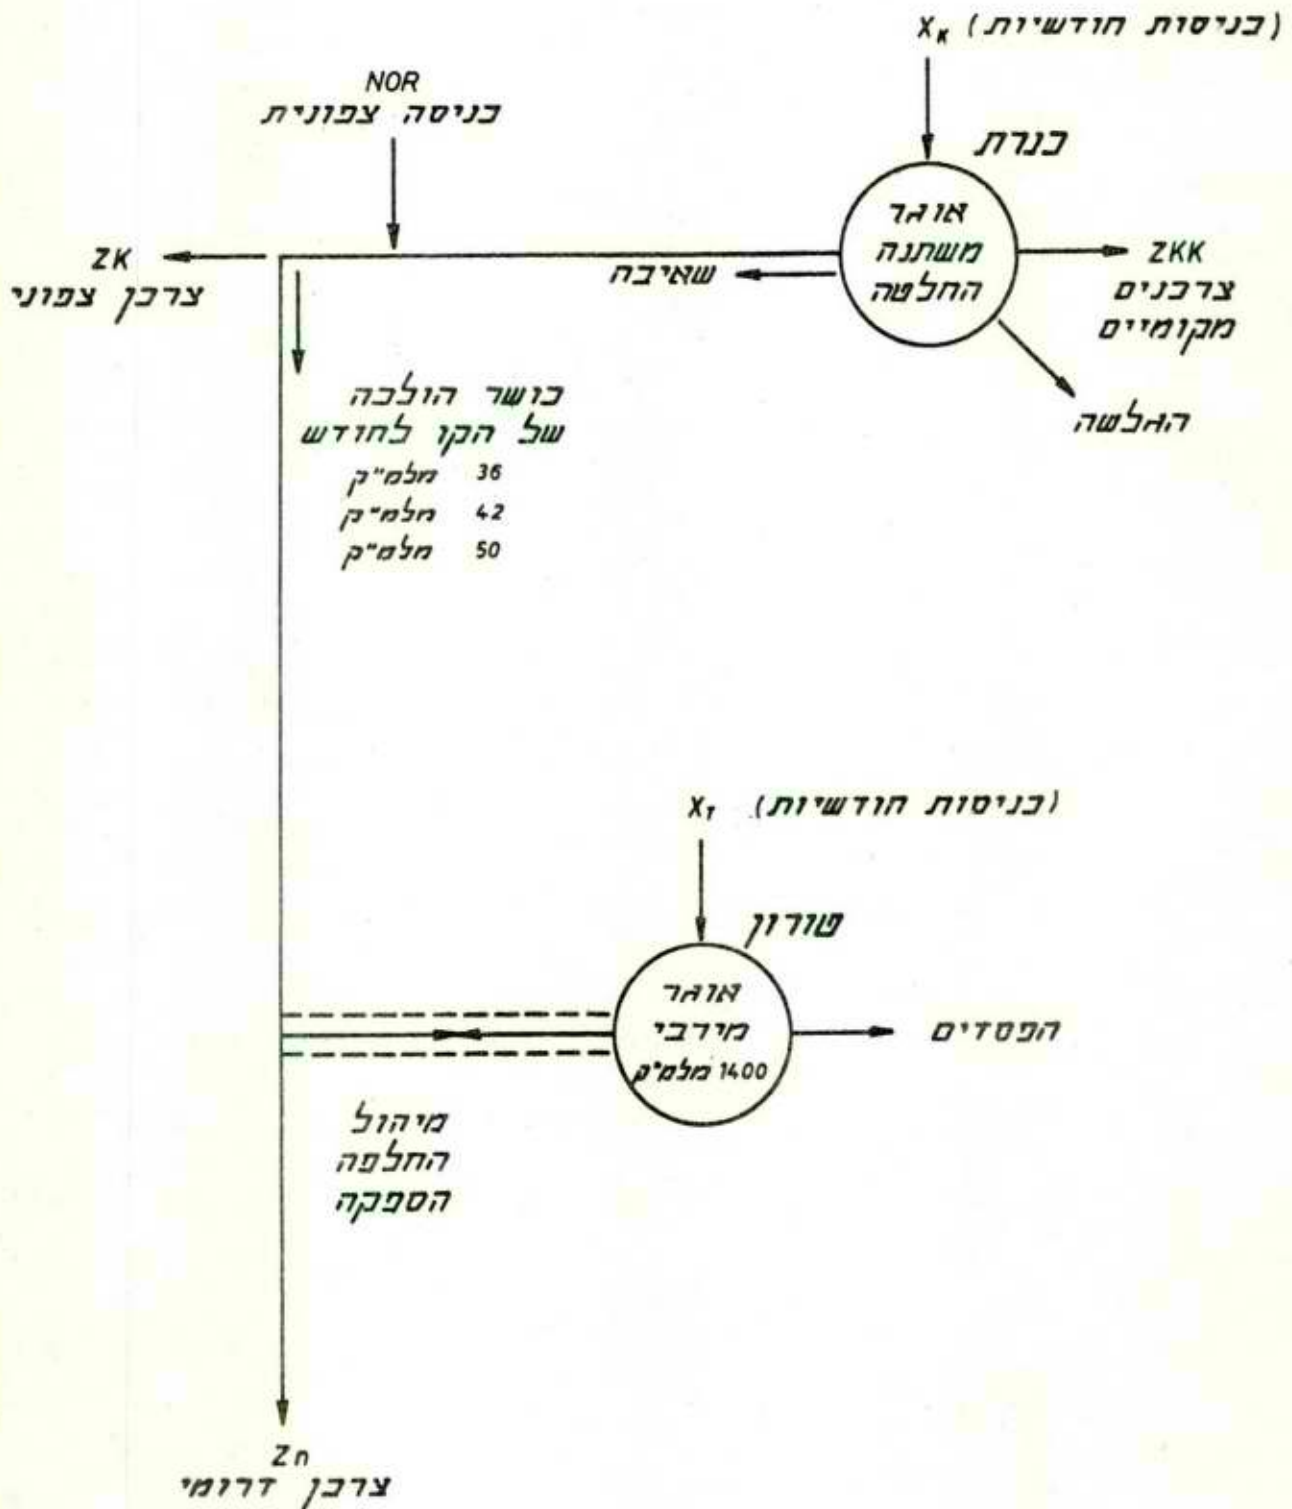 X_K (כניסות חודשיות)
NOR
כניסה צפונית
כנרת
אוגר
משתנה
החלטה
ZK
צרכן צפוני
שאיבה
ZKK
צרכנים
מקומיים
הגלשה
כושר הולכה
של הקו לחודש
36 מלמ"ק
42 מלמ"ק
50 מלמ"ק
X_T (כניסות חודשיות)
טורון
אוגר
מירבי
1400 מלמ"ק
הפסדים
מיהול
החלפה
הספקה
Zn
צרכן דרומי